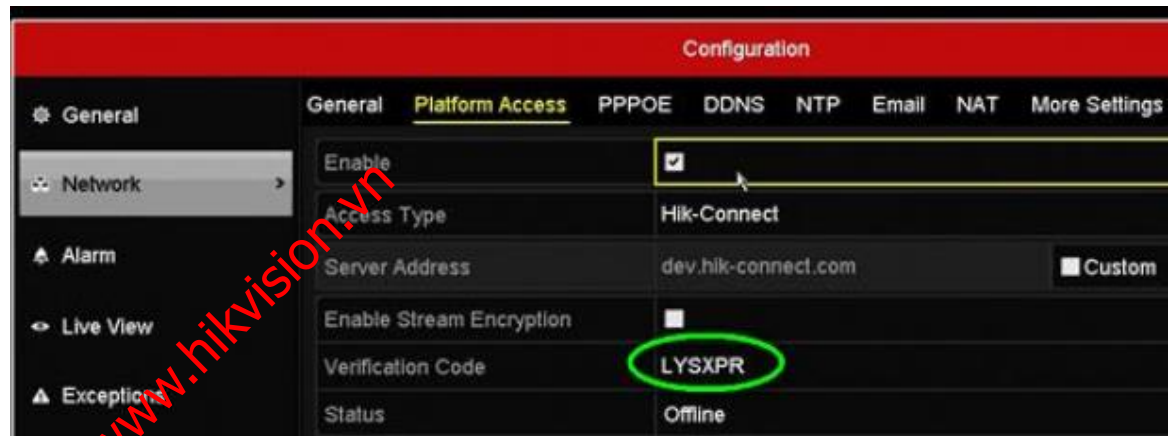 Configuration
General
Network
Alarm
Live View
Exceptions
General Platform Access PPPOE DDNS NTP Email NAT More Settings
Enable
Access Type Hik-Connect
Server Address dev.hik-connect.com Custom
Enable Stream Encryption
Verification Code LYSXPR
Status Offline
www.hikvision.vn